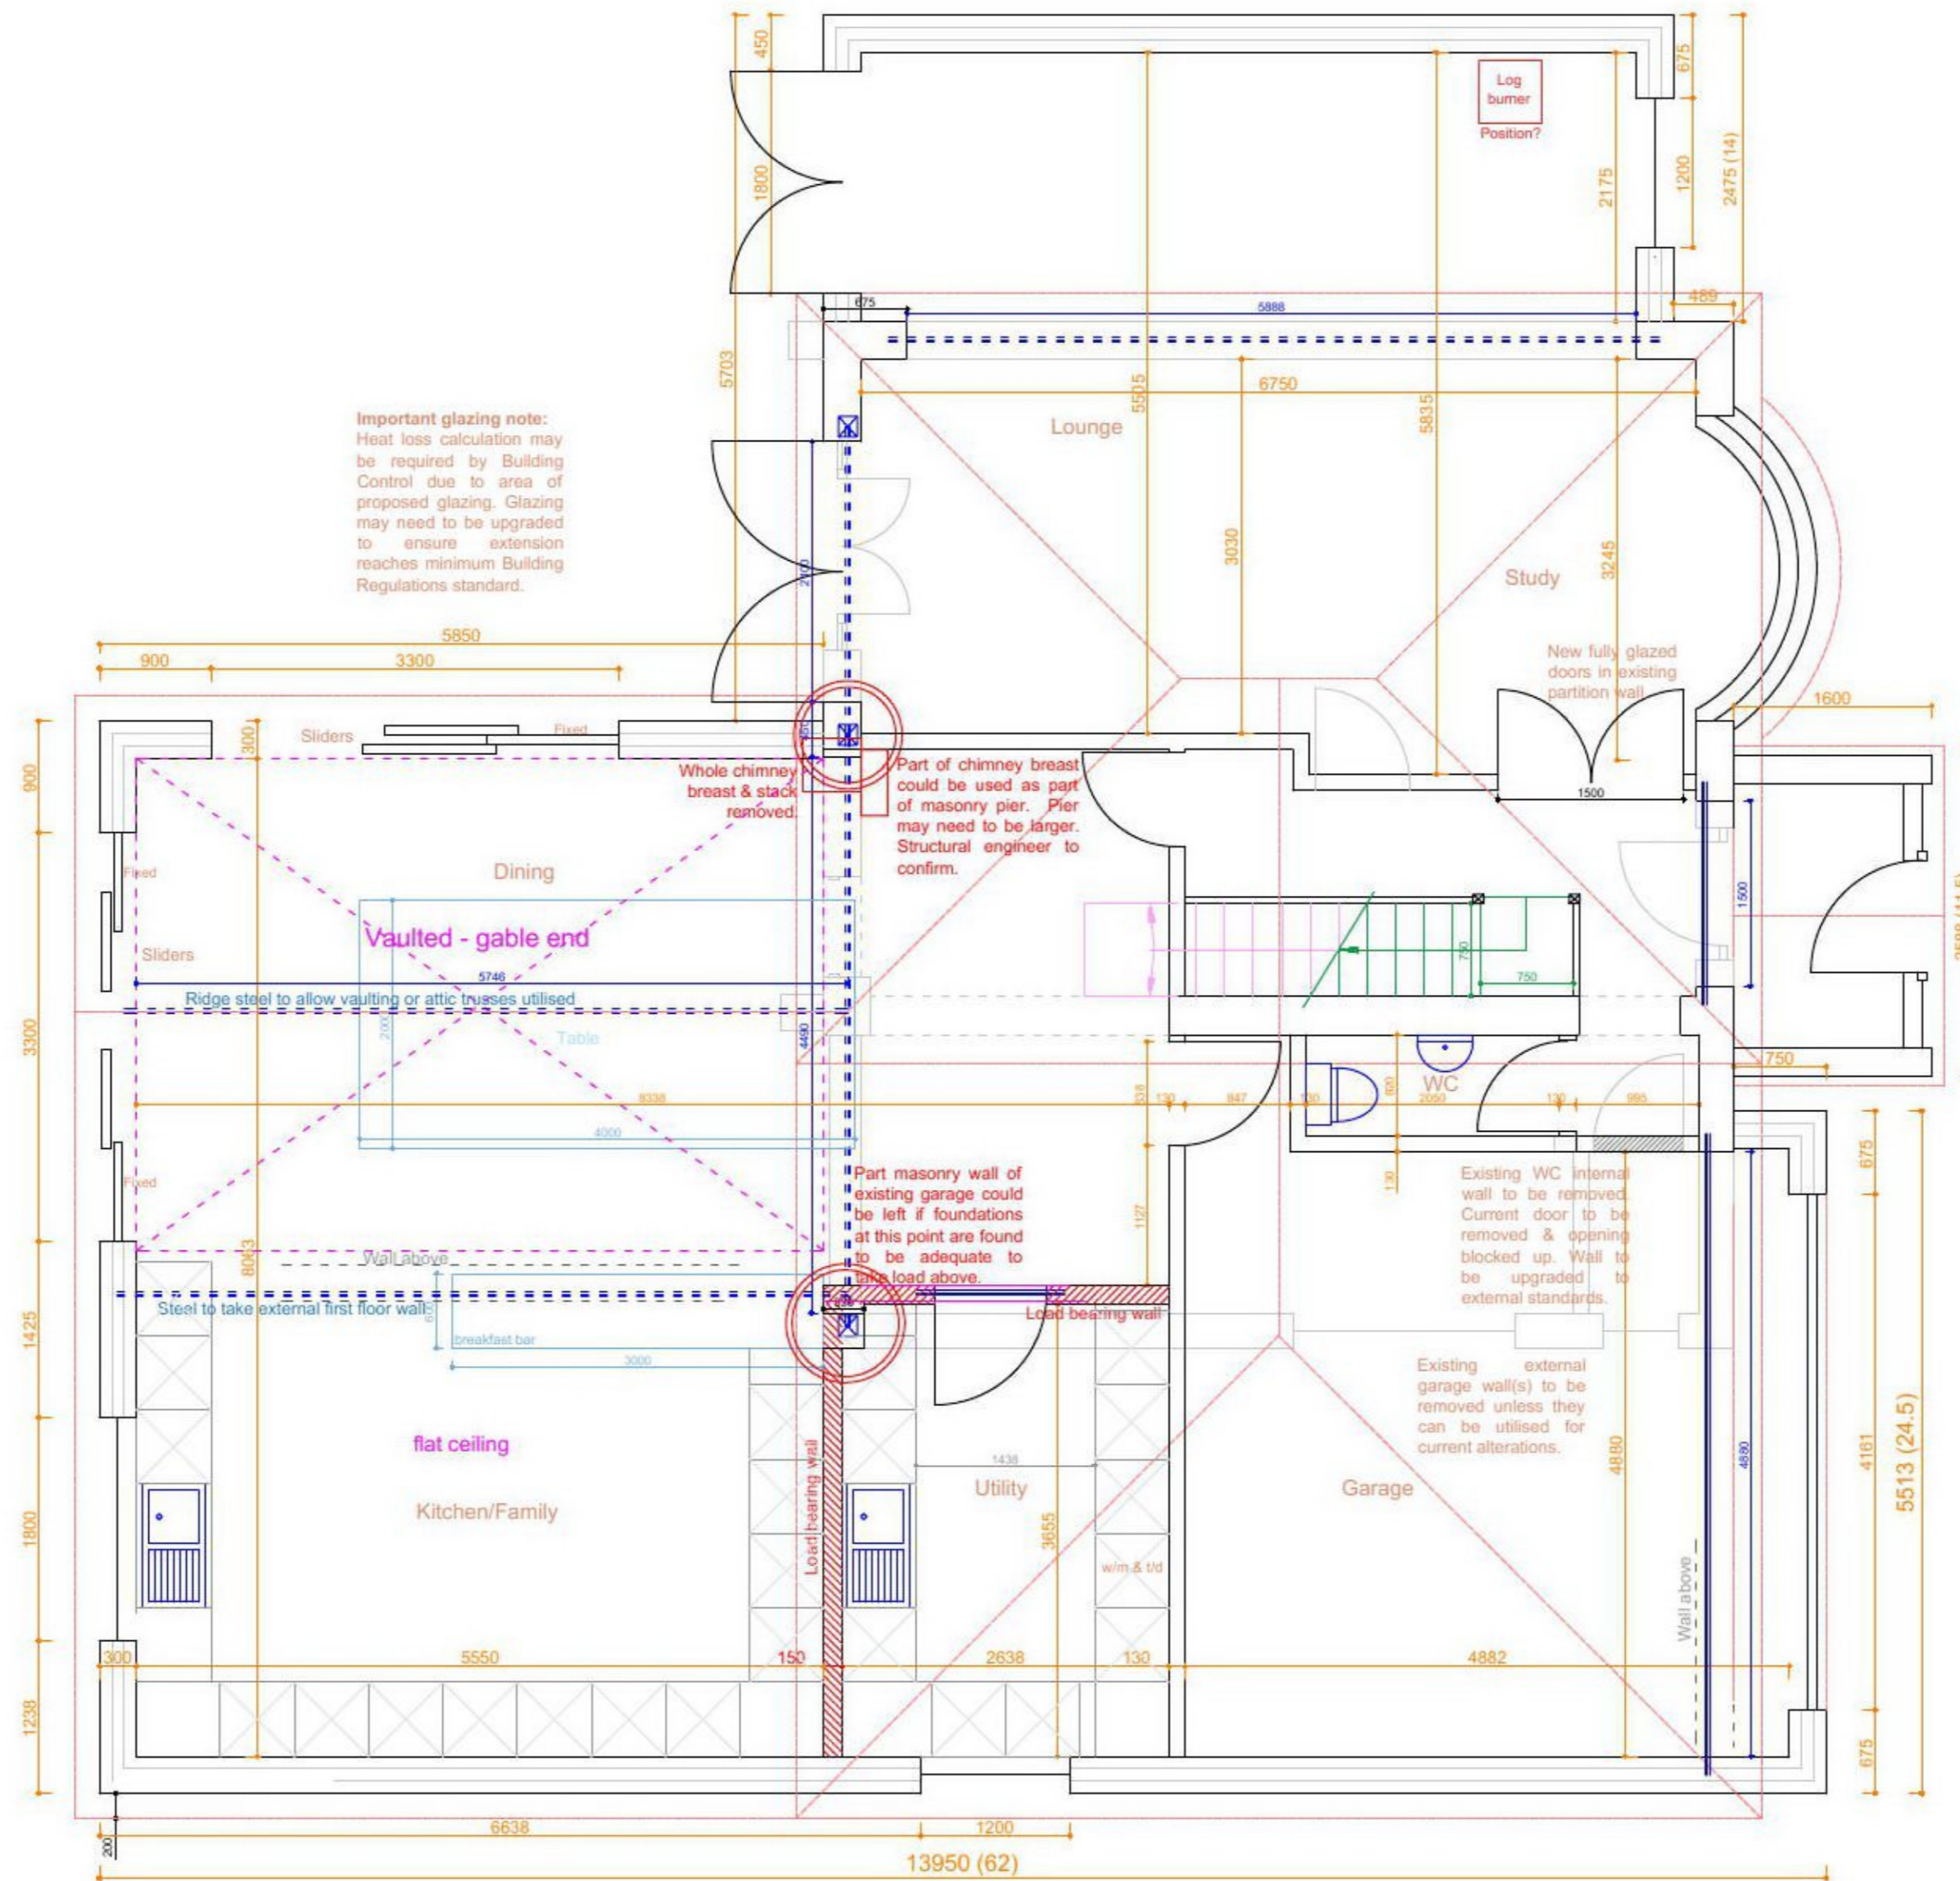 450
675
Log
burner
Position?
1800
2175
1200
2475 (14)
675
5888
489
5703
5505
6750
5835
Lounge
Important glazing note:
Heat loss calculation may
be required by Building
Control due to area of
proposed glazing. Glazing
may need to be upgraded
to ensure extension
reaches minimum Building
Regulations standard.
3030
3245
Study
New fully glazed
doors in existing
partition wall
5850
900
3300
1600
Sliders
Fixed
300
900
Whole chimney
breast & stack
removed.
Part of chimney breast
could be used as part
of masonry pier. Pier
may need to be larger.
Structural engineer to
confirm.
1500
Fixed
Dining
1500
Vaulted - gable end
Sliders
750
750
5746
Ridge steel to allow vaulting or attic trusses utilised
2000
Table
4490
3300
750
WC
620
8338
130
847
130
2050
120
995
4000
Part masonry wall of
existing garage could
be left if foundations
at this point are found
to be adequate to
take load above.
Fixed
1127
130
675
Existing WC internal
wall to be removed.
Current door to be
removed & opening
blocked up. Wall to
be upgraded to
external standards.
Wall above
8063
Steel to take external first floor wall
600
Load bearing wall
breakfast bar
3000
1425
Existing external
garage wall(s) to be
removed unless they
can be utilised for
current alterations.
flat ceiling
Load bearing wall
1438
4880
4880
4161
5513 (24.5)
Kitchen/Family
Utility
Garage
1800
3655
w/m & t/d
Wall above
300
5550
150
2638
130
4882
1238
675
200
6638
1200
13950 (62)